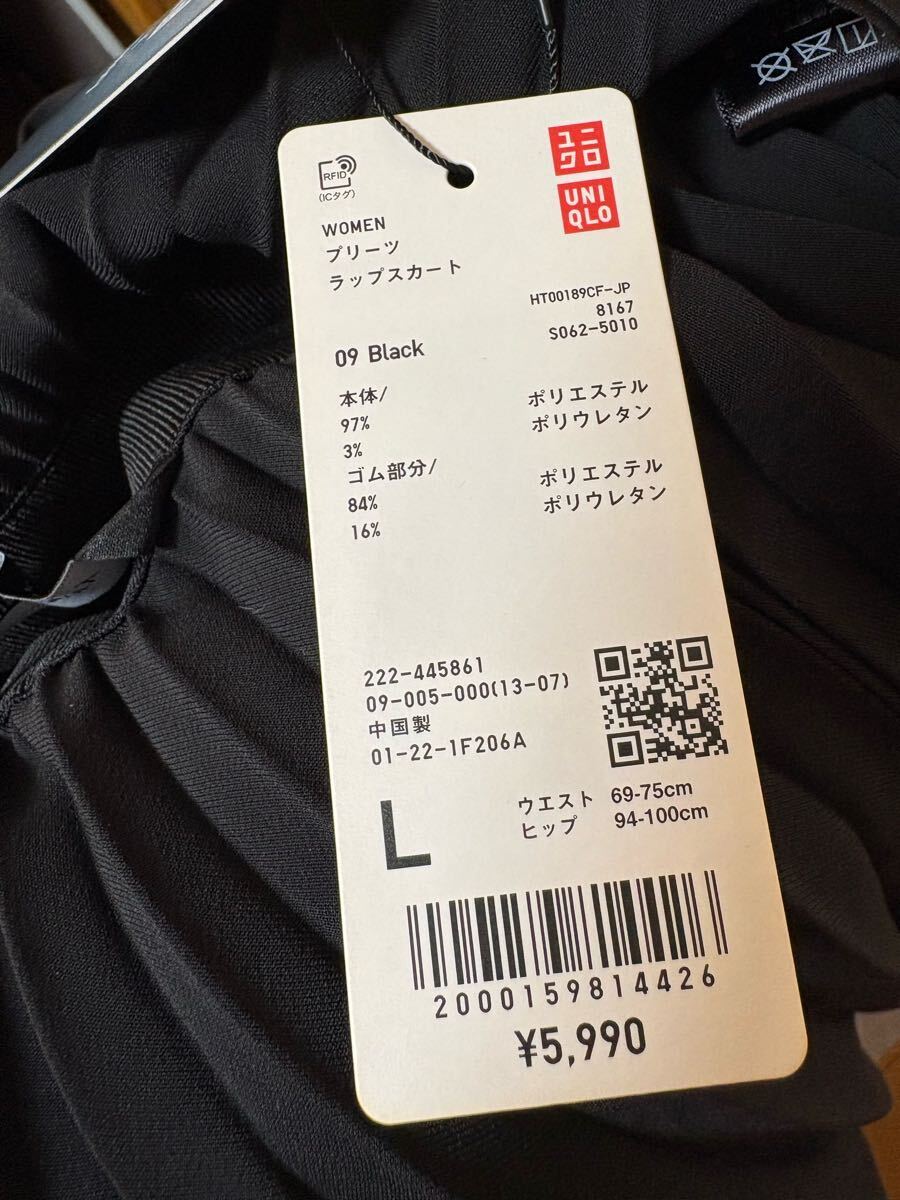 RFID
(ICタグ)
ユニ
クロ
UNI
QLO
WOMEN
プリーツ
ラップスカート
HT00189CF-JP
8167
S062-5010
09 Black
本体/
97% ポリエステル
3% ポリウレタン
ゴム部分/
84% ポリエステル
16% ポリウレタン
222-445861
09-005-000(13-07)
中国製
01-22-1F206A
L
ウエスト 69-75cm
ヒップ 94-100cm
2000159814426
¥5,990